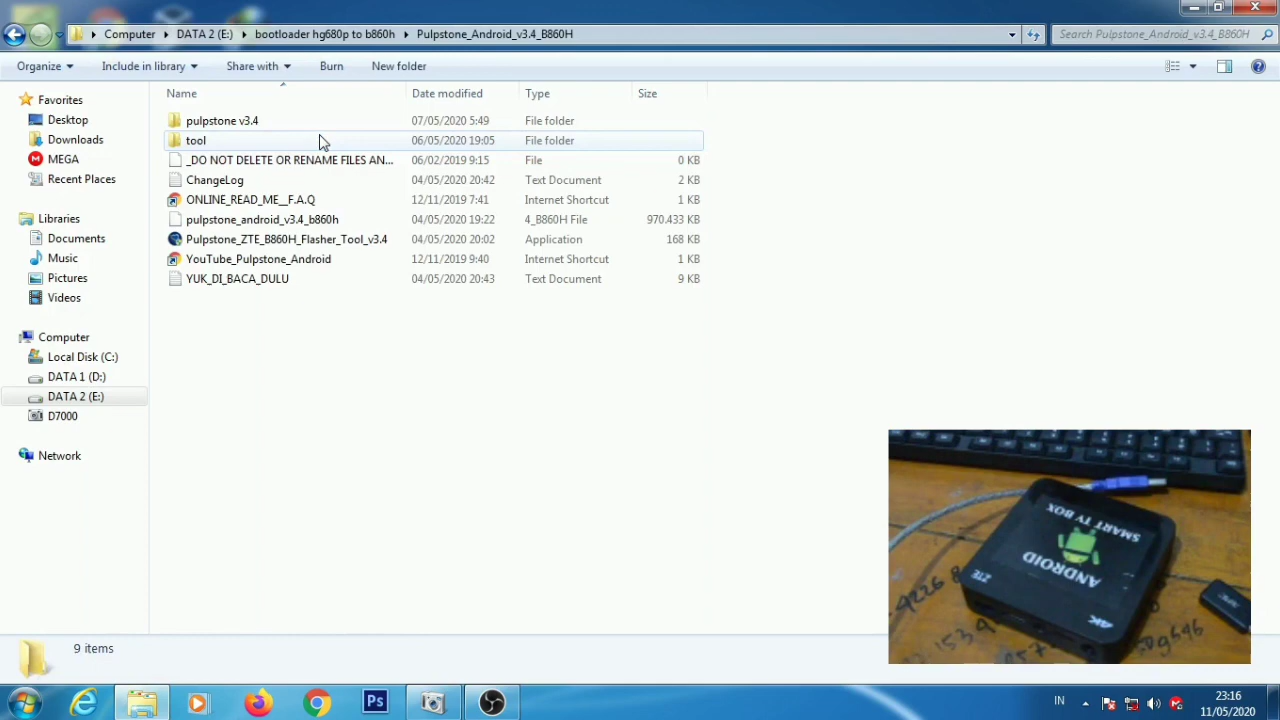 Computer ▸ DATA 2 (E:) ▸ bootloader hg680p to b860h ▸ Pulpstone_Android_v3.4_B860H
Search Pulpstone_Android_v3.4_B860H
Organize Include in library Share with Burn New folder
Name Date modified Type Size
Favorites
Desktop
Downloads
MEGA
Recent Places
Libraries
Documents
Music
Pictures
Videos
Computer
Local Disk (C:)
DATA 1 (D:)
DATA 2 (E:)
D7000
Network
pulpstone v3.4 07/05/2020 5:49 File folder
tool 06/05/2020 19:05 File folder
_DO NOT DELETE OR RENAME FILES AN... 06/02/2019 9:15 File 0 KB
ChangeLog 04/05/2020 20:42 Text Document 2 KB
ONLINE_READ_ME__F.A.Q 12/11/2019 7:41 Internet Shortcut 1 KB
pulpstone_android_v3.4_b860h 04/05/2020 19:22 4_B860H File 970.433 KB
Pulpstone_ZTE_B860H_Flasher_Tool_v3.4 04/05/2020 20:02 Application 168 KB
YouTube_Pulpstone_Android 12/11/2019 9:40 Internet Shortcut 1 KB
YUK_DI_BACA_DULU 04/05/2020 20:43 Text Document 9 KB
SMART TV BOX
ANDROID
ZTE
4K
9 items
Ps
IN
23:16
11/05/2020